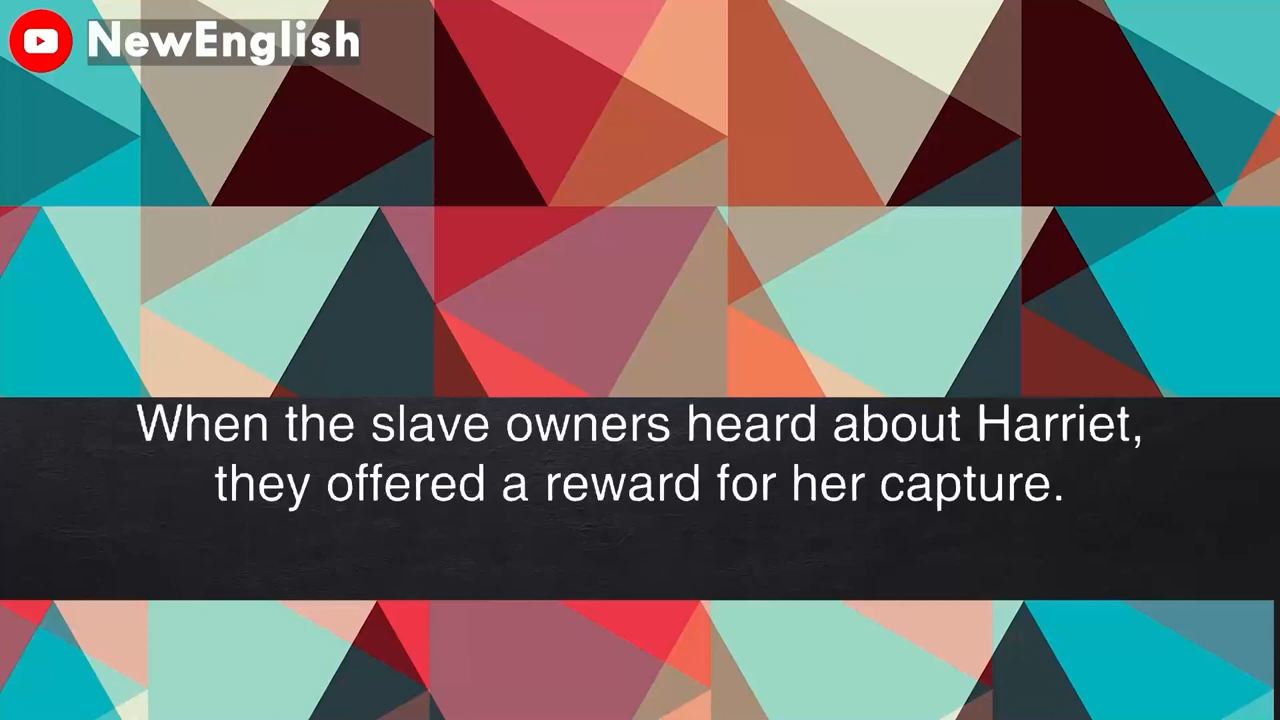 NewEnglish
When the slave owners heard about Harriet,
they offered a reward for her capture.